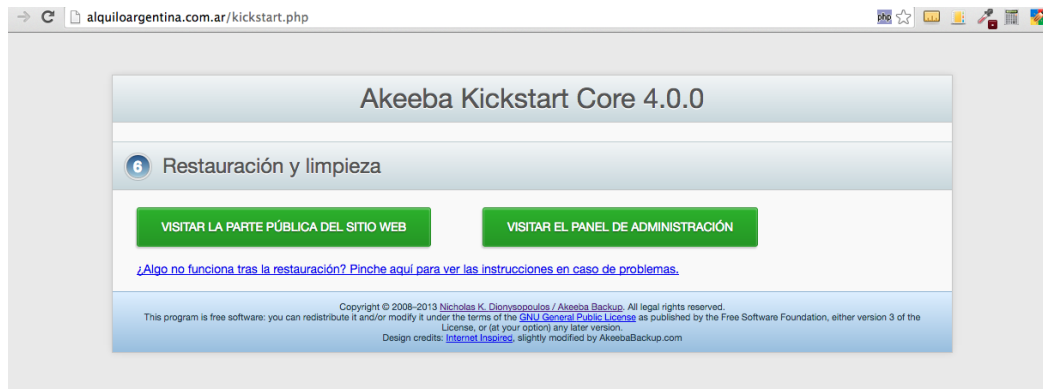 alquiloargentina.com.ar/kickstart.php
php
Akeeba Kickstart Core 4.0.0
6 Restauración y limpieza
VISITAR LA PARTE PÚBLICA DEL SITIO WEB VISITAR EL PANEL DE ADMINISTRACIÓN
¿Algo no funciona tras la restauración? Pinche aquí para ver las instrucciones en caso de problemas.
Copyright © 2008–2013 Nicholas K. Dionysopoulos / Akeeba Backup. All legal rights reserved.
This program is free software: you can redistribute it and/or modify it under the terms of the GNU General Public License as published by the Free Software Foundation, either version 3 of the
License, or (at your option) any later version.
Design credits: Internet Inspired, slightly modified by AkeebaBackup.com